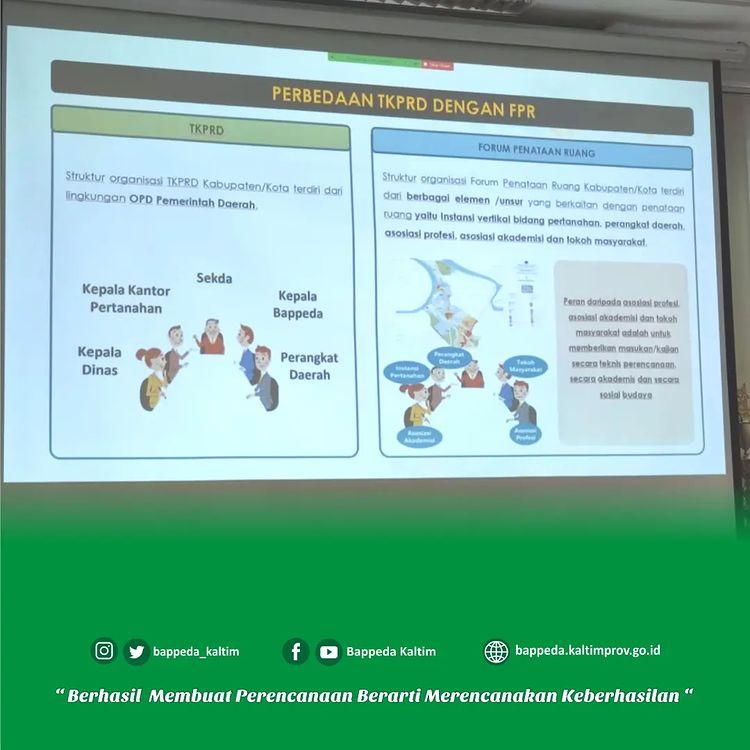 PERBEDAAN TKPRD DENGAN FPR
TKPRD
Struktur organisasi TKPRD Kabupaten/Kota terdiri dari
lingkungan OPD Pemerintah Daerah.
Sekda
Kepala Kantor
Pertanahan
Kepala
Bappeda
Kepala
Dinas
Perangkat
Daerah
FORUM PENATAAN RUANG
Struktur organisasi Forum Penataan Ruang Kabupaten/Kota terdiri
dari berbagai elemen /unsur yang berkaitan dengan penataan
ruang yaitu Instansi vertikal bidang pertanahan, perangkat daerah,
asosiasi profesi, asosiasi akademisi dan tokoh masyarakat.
Perangkat
Daerah
Instansi
Pertanahan
Tokoh
Masyarakat
Asosiasi
Akademisi
Asosiasi
Profesi
Peran daripada asosiasi profesi,
asosiasi akademisi dan tokoh
masyarakat adalah untuk
memberikan masukan/kajian
secara teknis perencanaan,
secara akademis dan secara
sosial budaya
bappeda_kaltim
Bappeda Kaltim
bappeda.kaltimprov.go.id
“ Berhasil Membuat Perencanaan Berarti Merencanakan Keberhasilan “